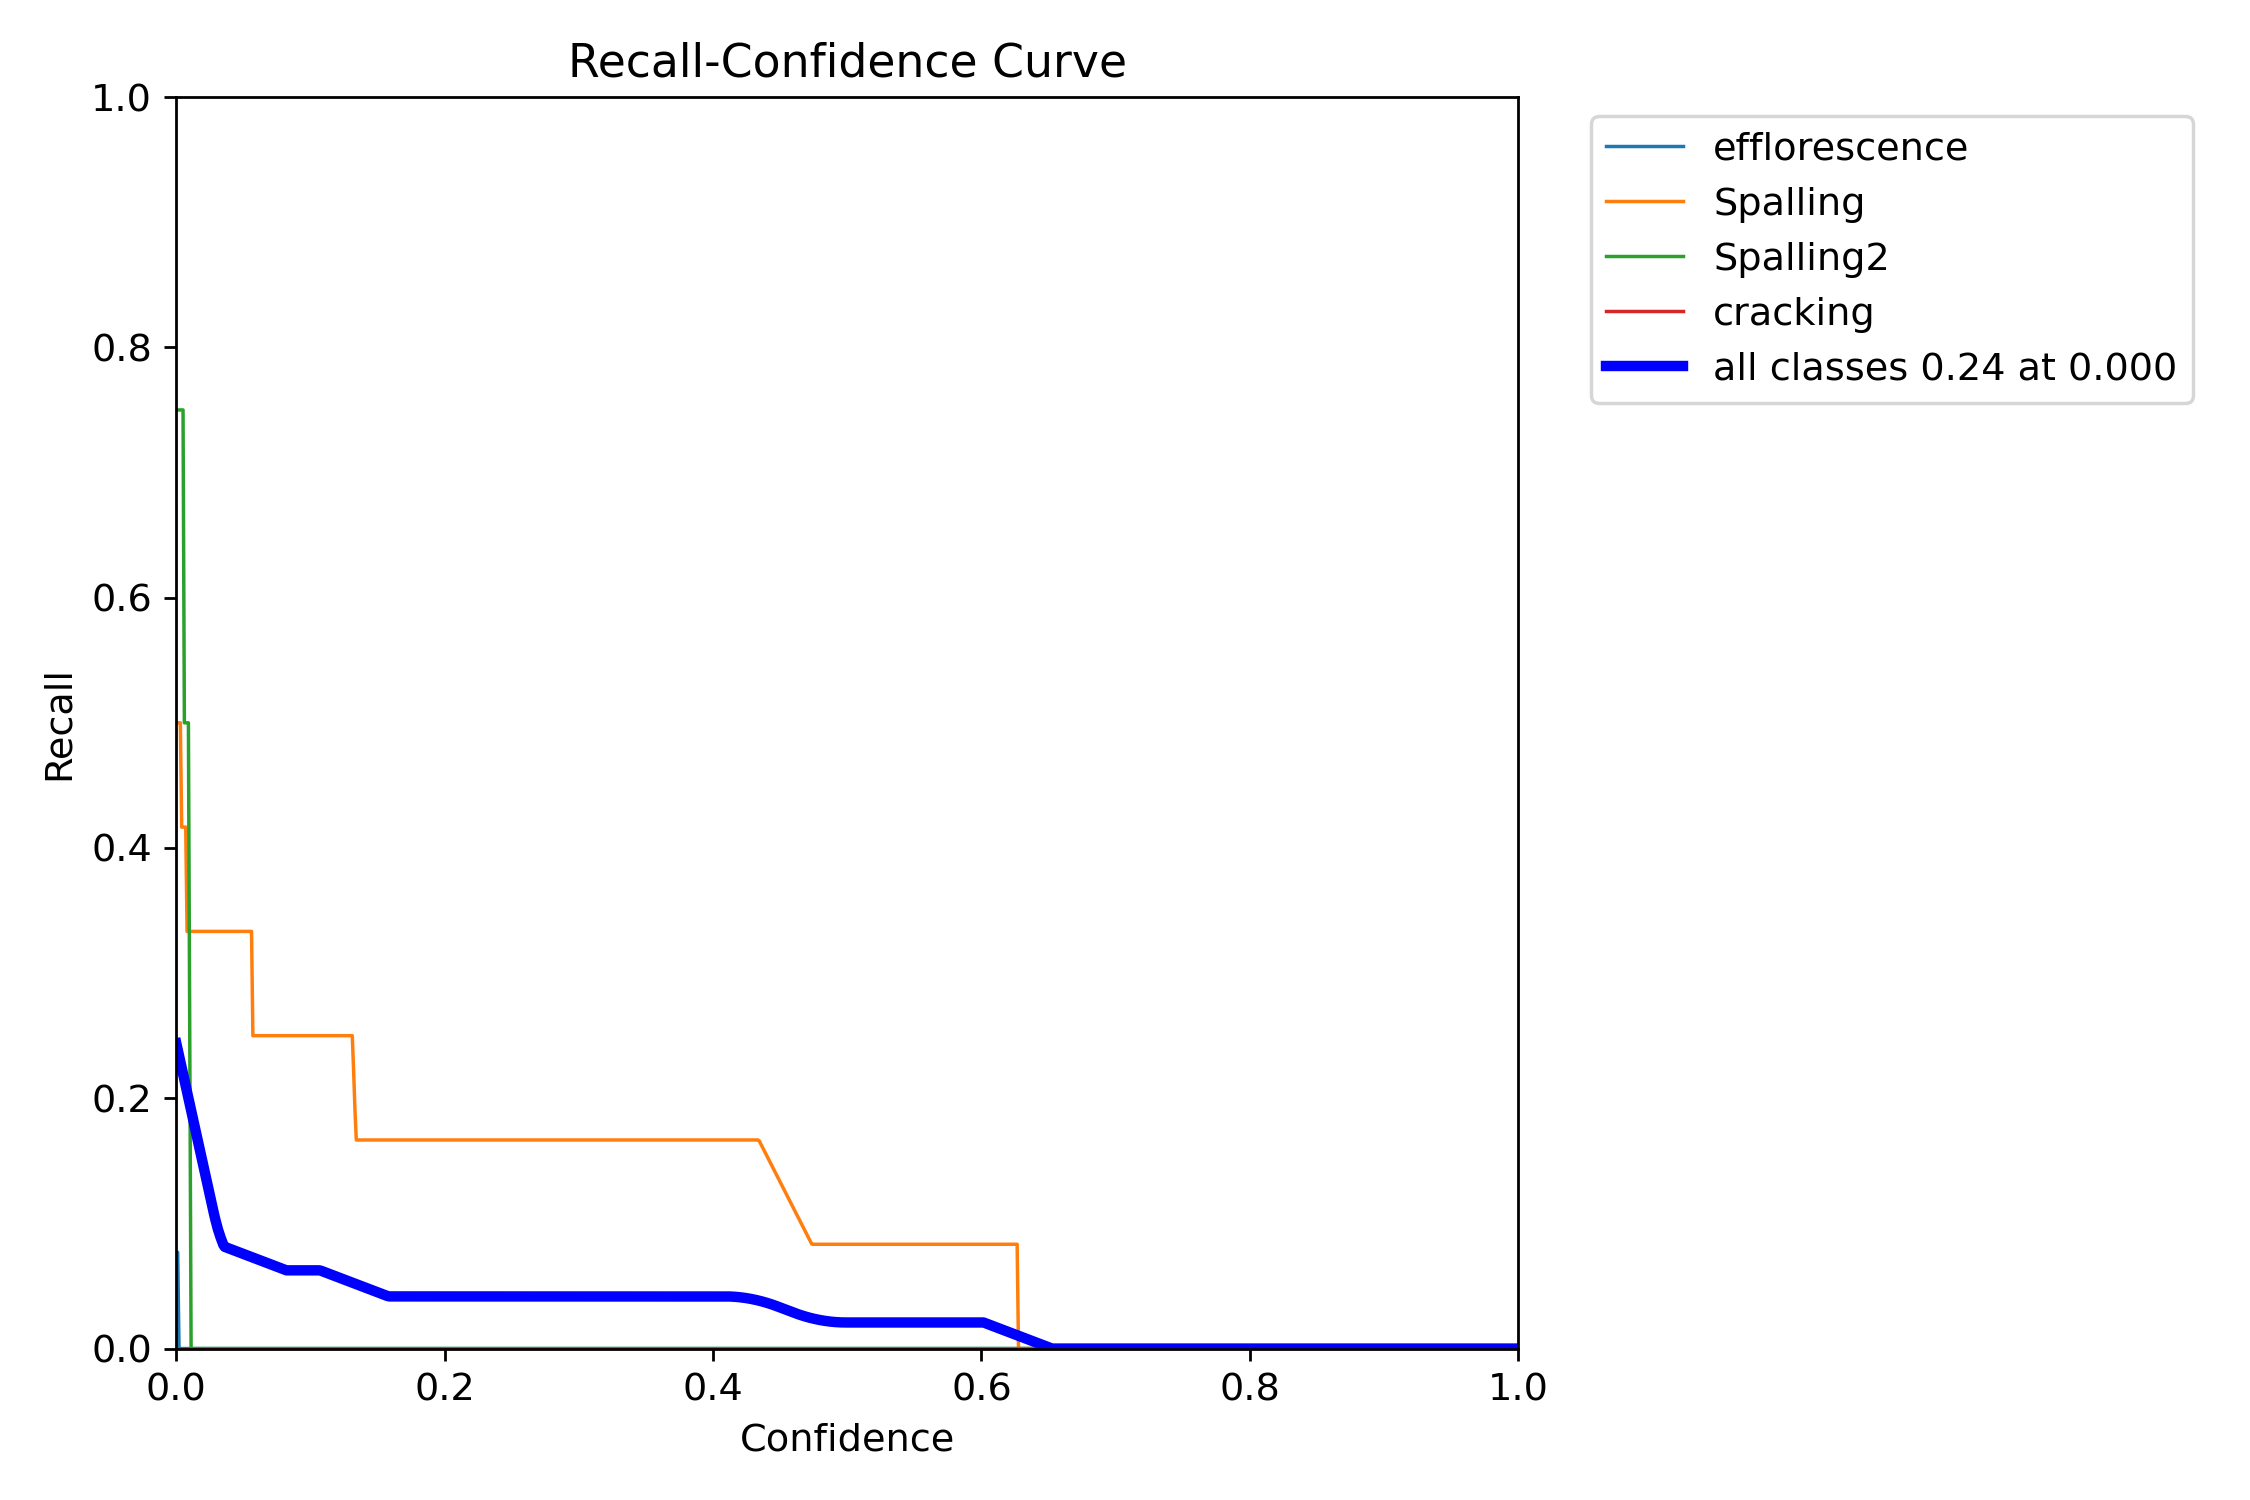 Recall-Confidence Curve
1.0
0.8
0.6
0.4
0.2
0.0
Recall
0.0 0.2 0.4 0.6 0.8 1.0
Confidence
efflorescence
Spalling
Spalling2
cracking
all classes 0.24 at 0.000